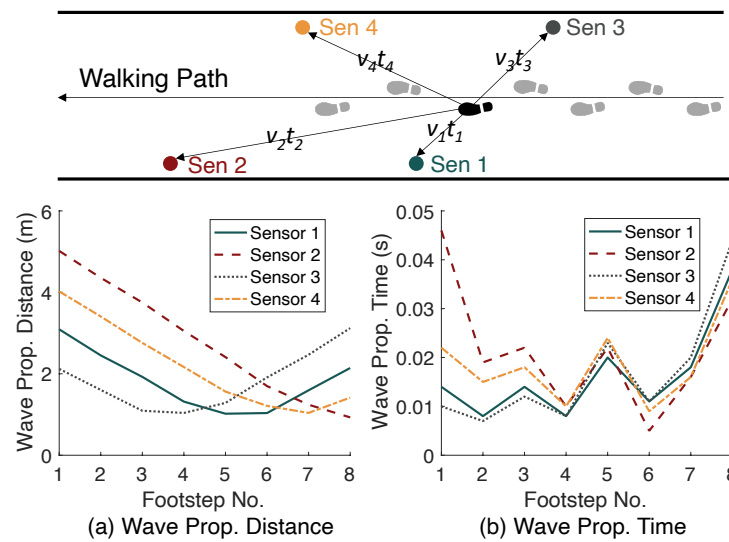 Sen 4
Sen 3
v4t4
v3t3
Walking Path
v2t2
v1t1
Sen 2
Sen 1
Wave Prop. Distance (m)
6
4
2
0
Sensor 1
Sensor 2
Sensor 3
Sensor 4
1 2 3 4 5 6 7 8
Footstep No.
(a) Wave Prop. Distance
Wave Prop. Time (s)
0.05
0.04
0.03
0.02
0.01
0
Sensor 1
Sensor 2
Sensor 3
Sensor 4
1 2 3 4 5 6 7 8
Footstep No.
(b) Wave Prop. Time